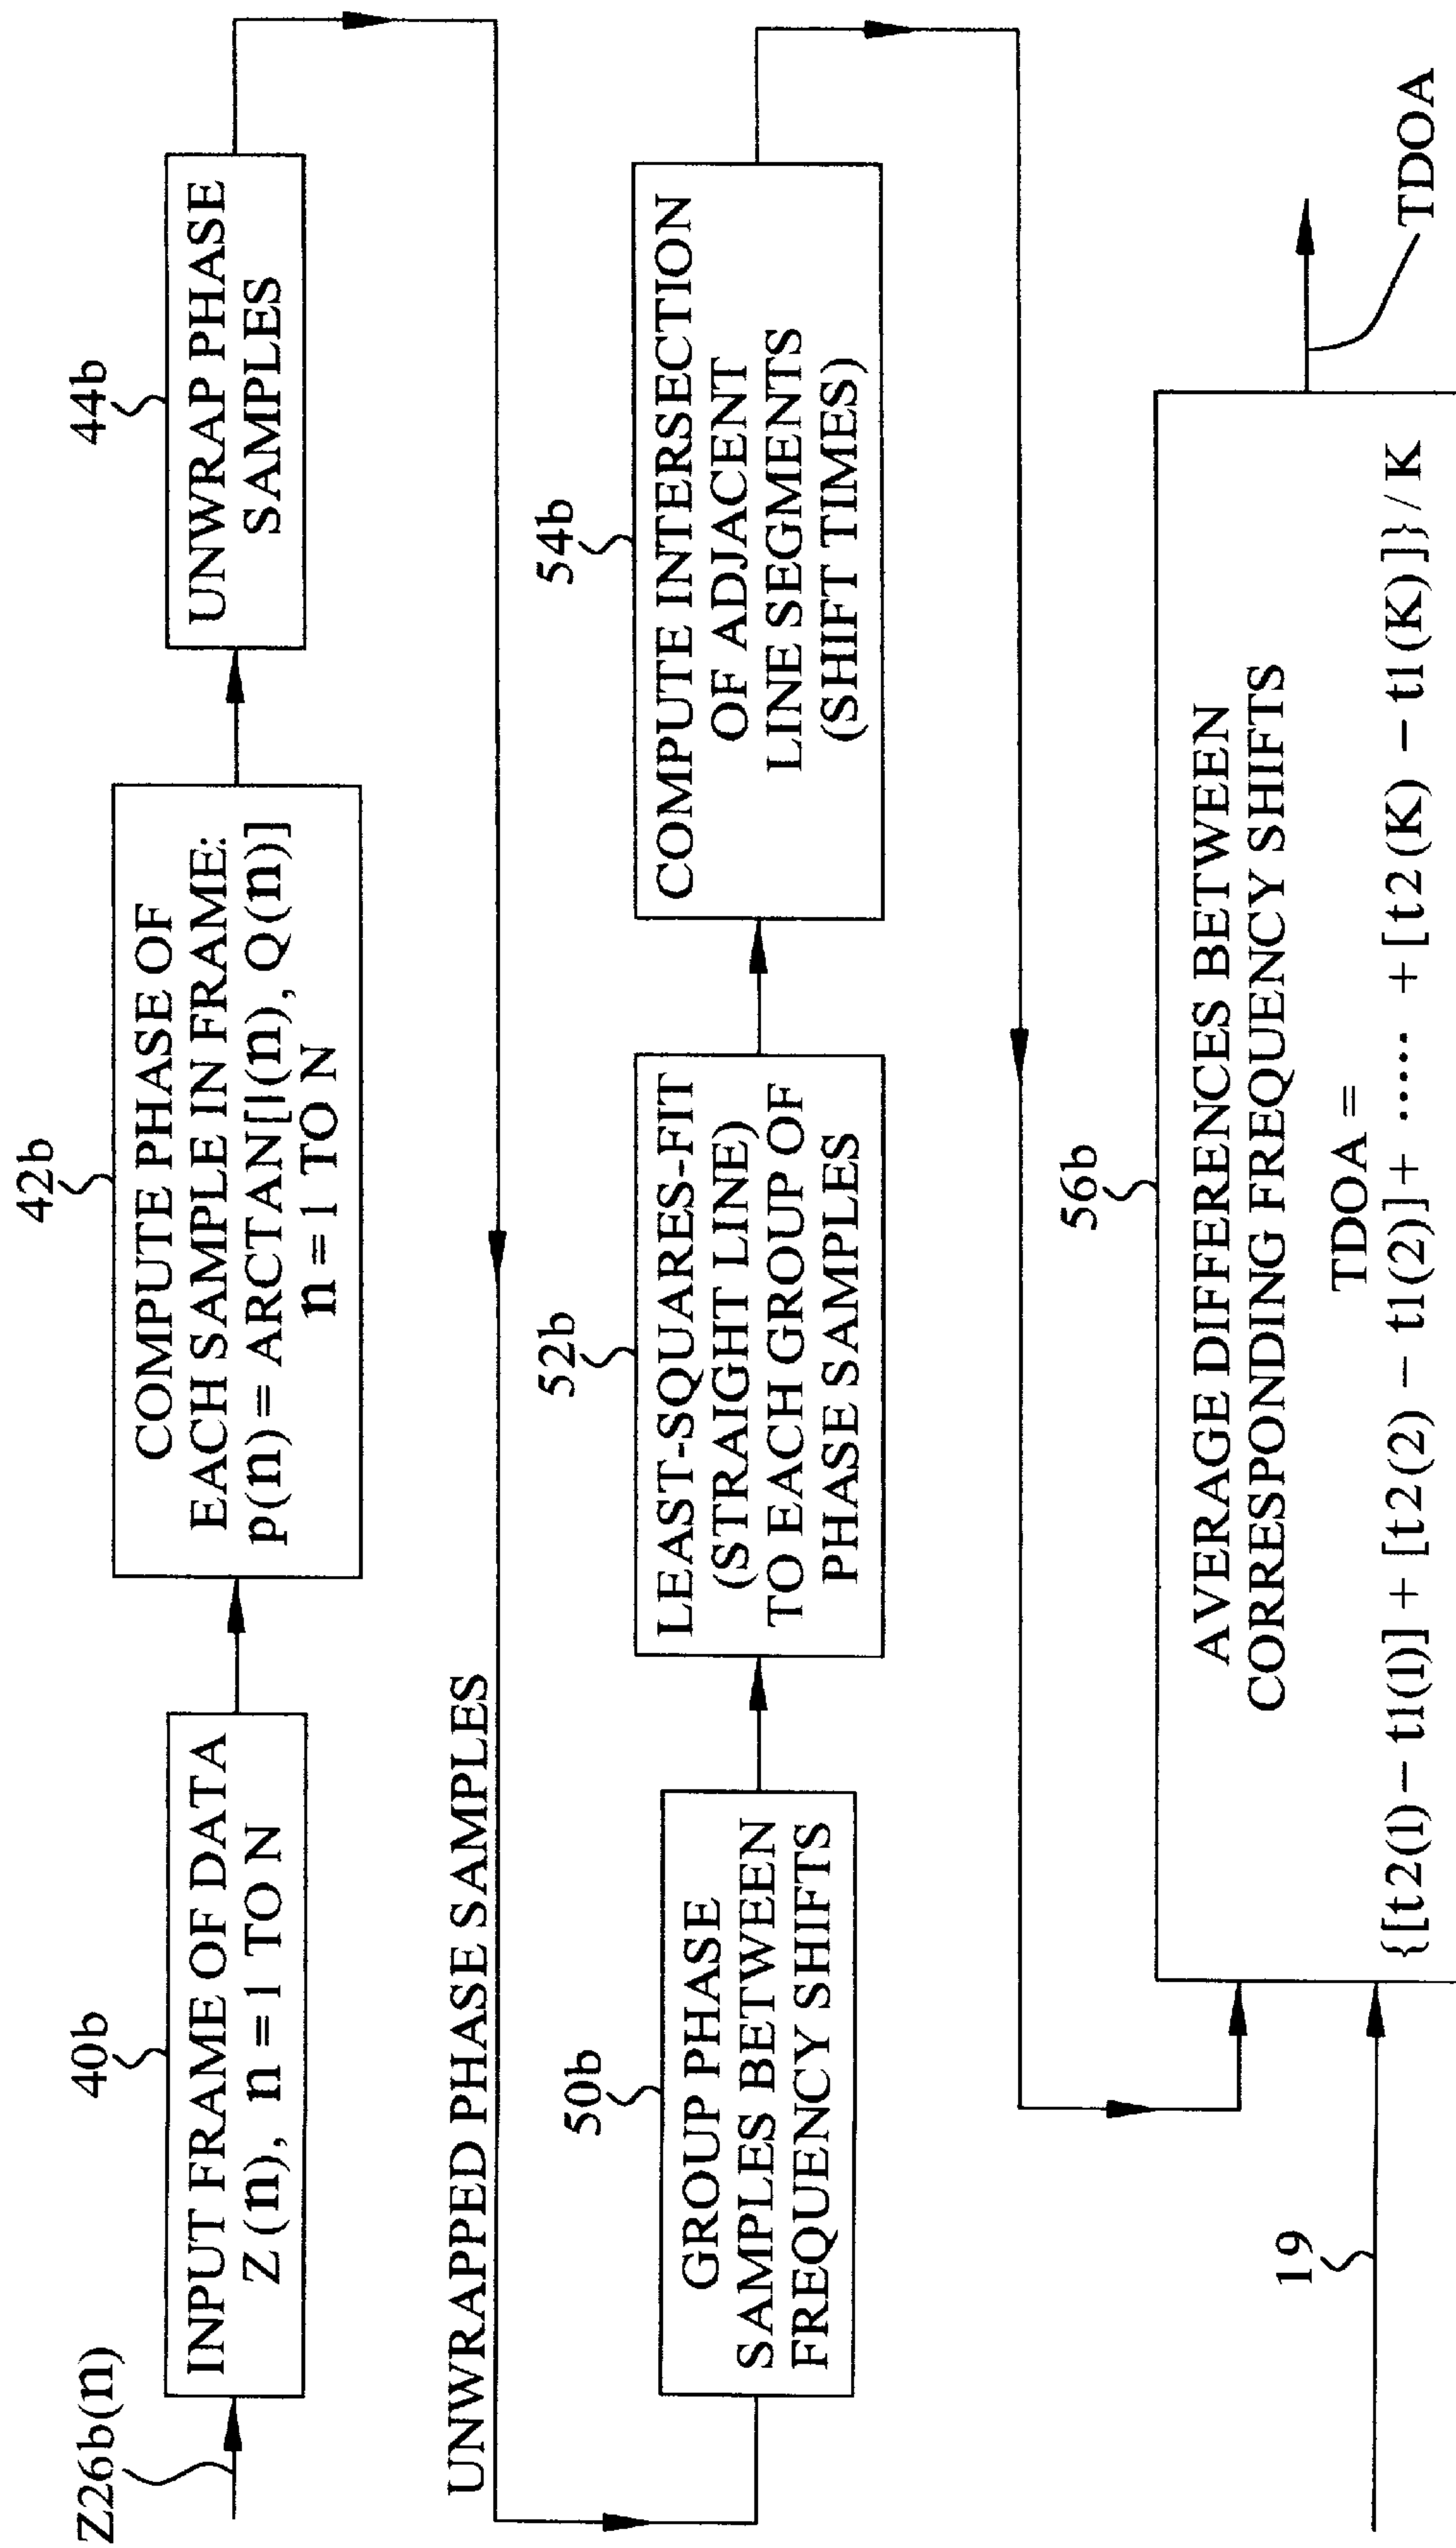 Z26b(n)
40b
INPUT FRAME OF DATA
Z(n), n = 1 TO N
42b
COMPUTE PHASE OF
EACH SAMPLE IN FRAME:
p(n) = ARCTAN[I(n), Q(n)]
n = 1 TO N
44b
UNWRAP PHASE
SAMPLES
UNWRAPPED PHASE SAMPLES
50b
GROUP PHASE
SAMPLES BETWEEN
FREQUENCY SHIFTS
52b
LEAST-SQUARES-FIT
(STRAIGHT LINE)
TO EACH GROUP OF
PHASE SAMPLES
54b
COMPUTE INTERSECTION
OF ADJACENT
LINE SEGMENTS
(SHIFT TIMES)
19
56b
AVERAGE DIFFERENCES BETWEEN
CORRESPONDING FREQUENCY SHIFTS
TDOA =
{[t2(1) – t1(1)] + [t2(2) – t1(2)] + ..... + [t2(K) – t1(K)]} / K
TDOA